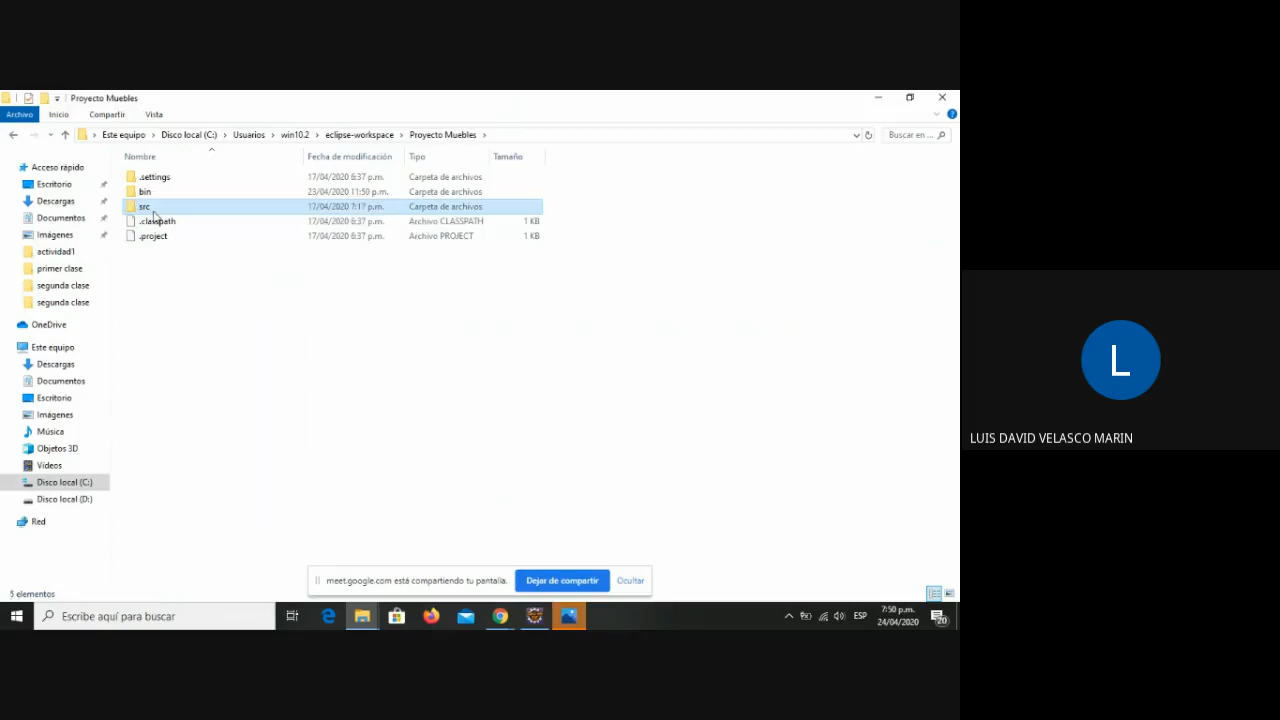 Proyecto Muebles
Archivo Inicio Compartir Vista
Este equipo > Disco local (C:) > Usuarios > win10.2 > eclipse-workspace > Proyecto Muebles >
Buscar en ...
Nombre Fecha de modificación Tipo Tamaño
.settings 17/04/2020 6:37 p.m. Carpeta de archivos
bin 23/04/2020 11:50 p.m. Carpeta de archivos
src 17/04/2020 7:17 p.m. Carpeta de archivos
.classpath 17/04/2020 6:37 p.m. Archivo CLASSPATH 1 KB
.project 17/04/2020 6:37 p.m. Archivo PROJECT 1 KB
Acceso rápido
Escritorio
Descargas
Documentos
Imágenes
actividad1
primer clase
segunda clase
segunda clase
OneDrive
Este equipo
Descargas
Documentos
Escritorio
Imágenes
Música
Objetos 3D
Vídeos
Disco local (C:)
Disco local (D:)
Red
5 elementos
meet.google.com está compartiendo tu pantalla. Dejar de compartir Ocultar
Escribe aquí para buscar
ESP
7:50 p.m.
24/04/2020
20
L
LUIS DAVID VELASCO MARIN